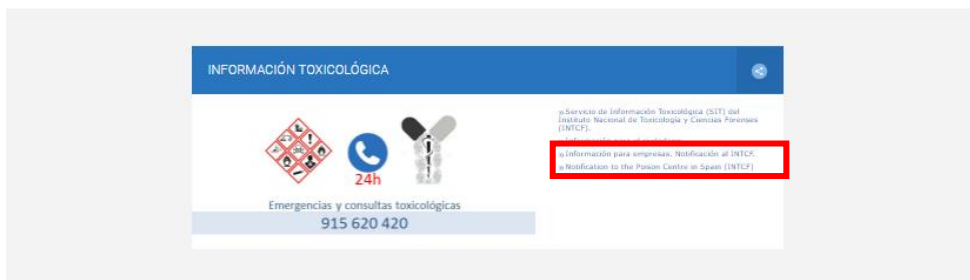 INFORMACIÓN TOXICOLÓGICA
Servicio de Información Toxicológica (SIT) del
Instituto Nacional de Toxicología y Ciencias Forenses
(INTCF).
Información para empresas. Notificación al INTCF.
Notification to the Poison Centre in Spain (INTCF)
24h
Emergencias y consultas toxicológicas
915 620 420